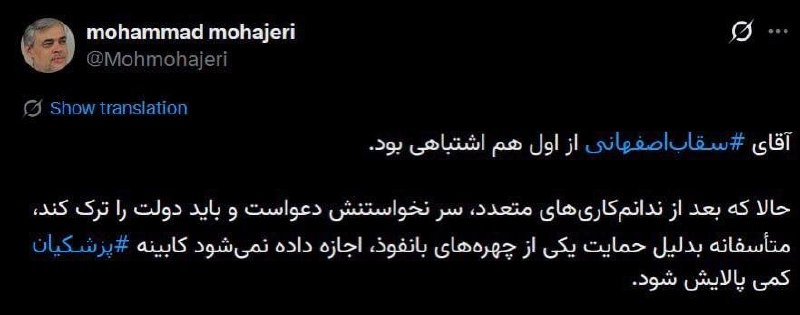 mohammad mohajeri
@Mohmohajeri
Show translation
آقای #سقاب‌اصفهانی از اول هم اشتباهی بود.
حالا که بعد از ندانم‌کاری‌های متعدد، سر نخواستنش دعواست و باید دولت را ترک کند،
متأسفانه بدلیل حمایت یکی از چهره‌های بانفوذ، اجازه داده نمی‌شود کابینه #پزشکیان
کمی پالایش شود.